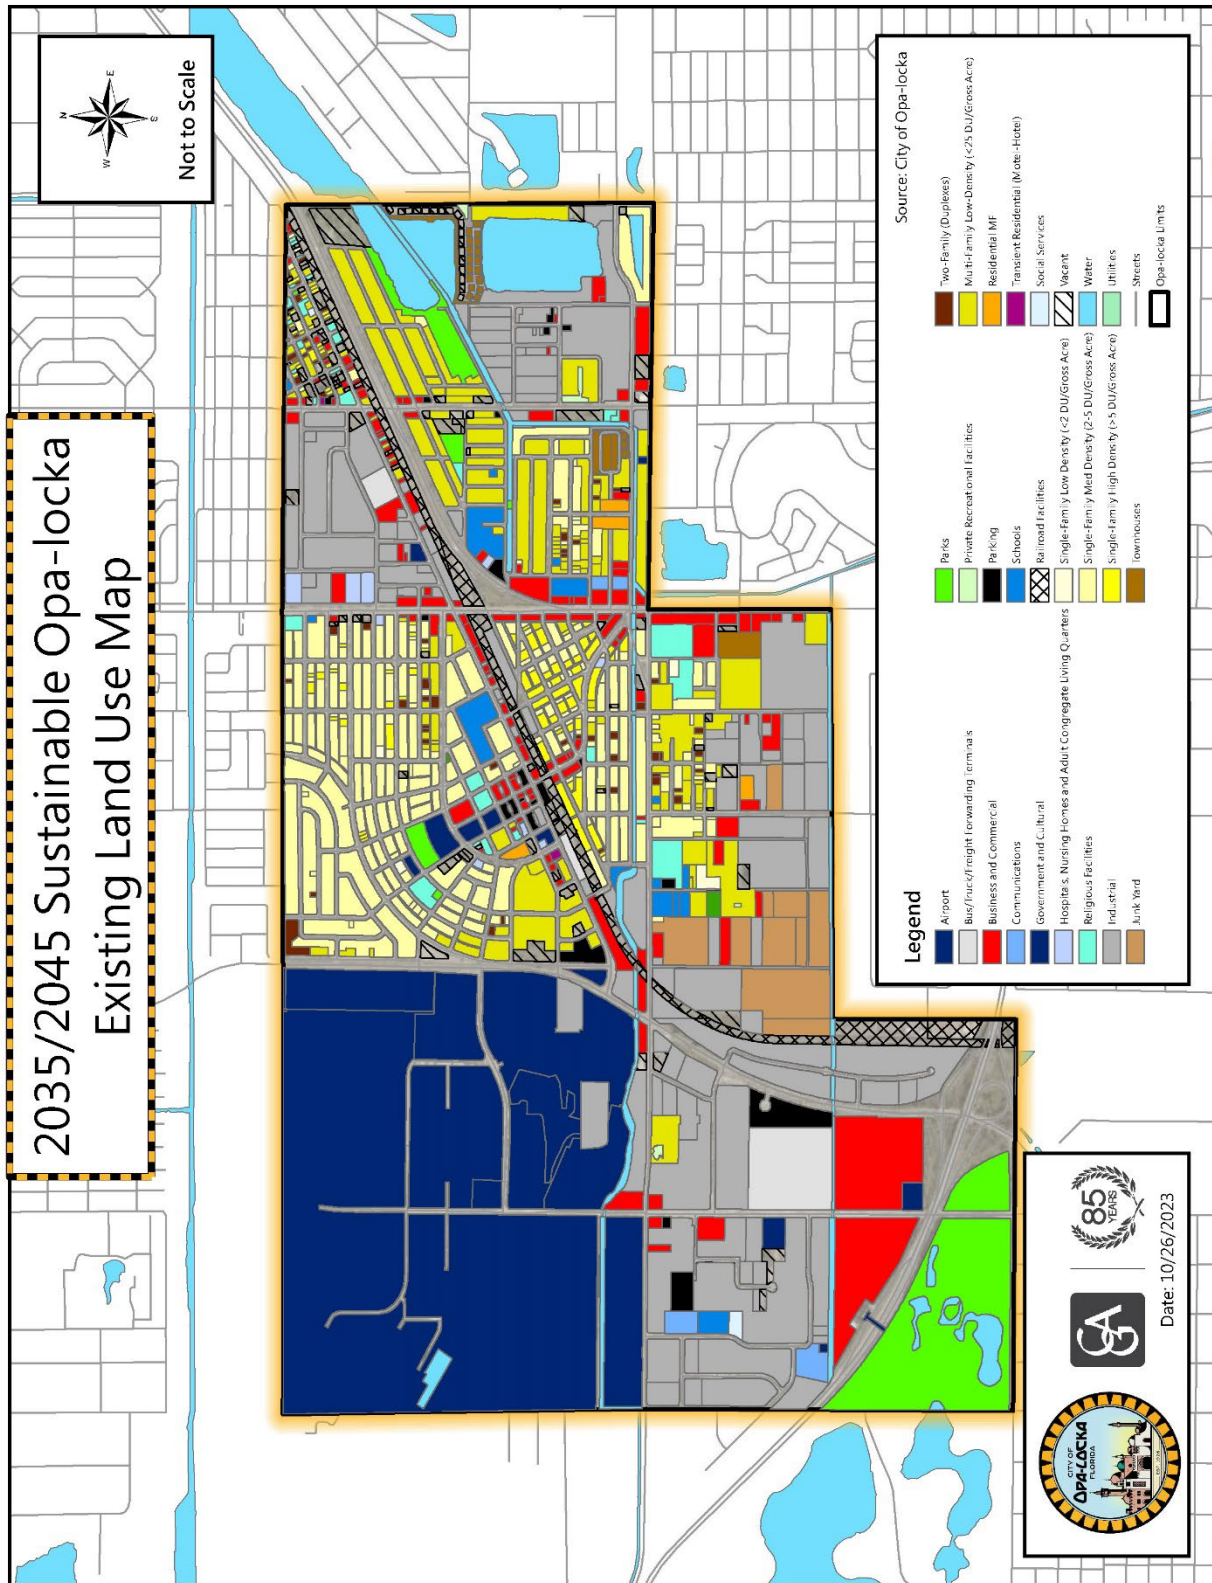 2035/2045 Sustainable Opa-locka
Existing Land Use Map
N
W
E
S
Not to Scale
Legend
Airport
Bus/Truck/Freight Forwarding Terminals
Business and Commercial
Communications
Government and Cultural
Hospitals, Nursing Homes and Adult Congregate Living Quarters
Religious Facilities
Industrial
Junk Yard
Parks
Private Recreational Facilities
Parking
Schools
Railroad Facilities
Single-Family Low Density (<2 DU/Gross Acre)
Single-Family Med Density (2-5 DU/Gross Acre)
Single-Family High Density (>5 DU/Gross Acre)
Townhouses
Source: City of Opa-locka
Two-Family (Duplexes)
Multi-Family Low-Density (<25 DU/Gross Acre)
Residential MF
Transient Residential (Motel-Hotel)
Social Services
Vacant
Water
Utilities
Streets
Opa-locka Limits
CITY OF
OPA-LOCKA
FLORIDA
CGA
85
YEARS
Date: 10/26/2023